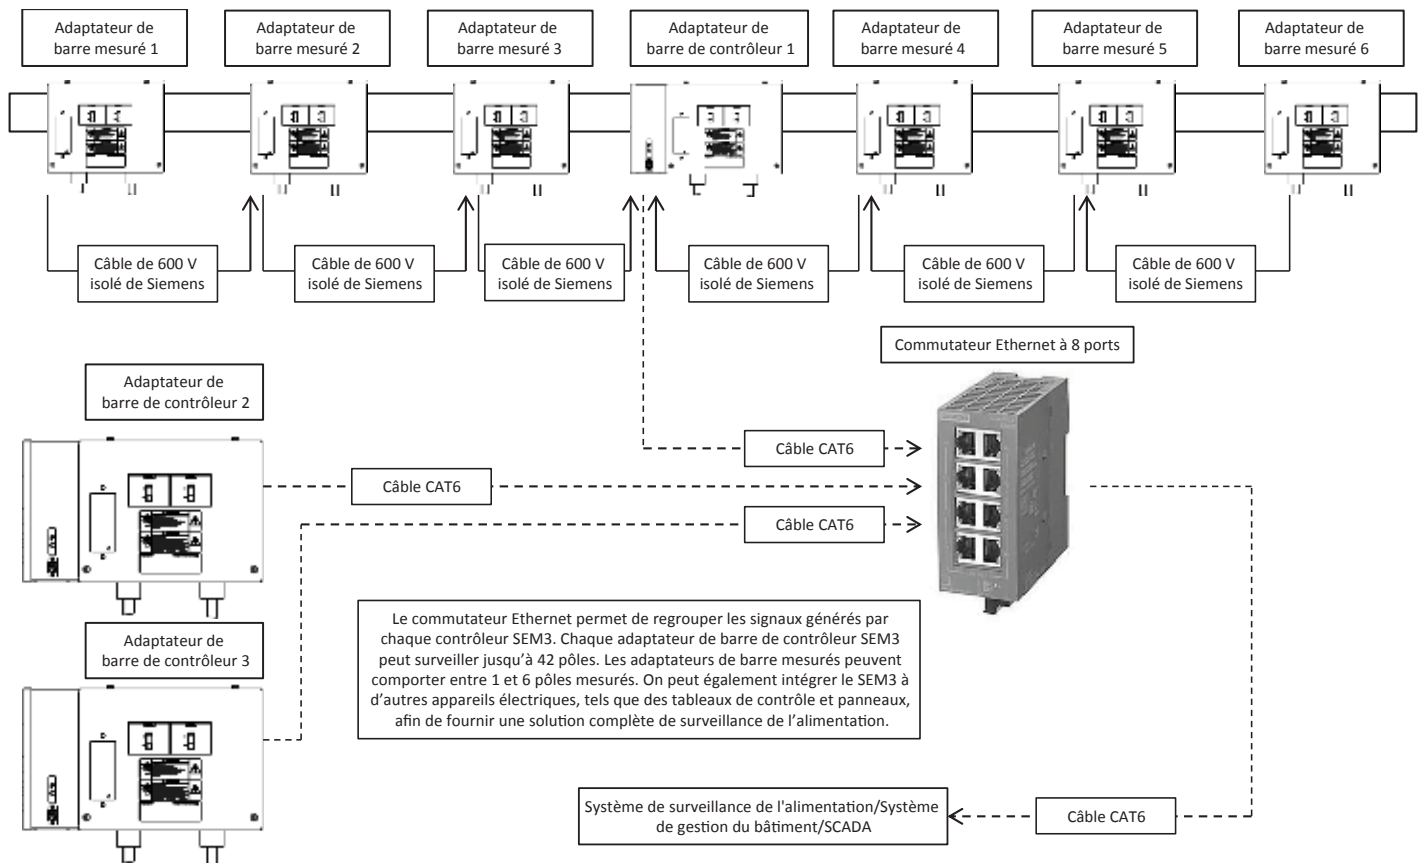 Adaptateur de
barre mesuré 1
Adaptateur de
barre mesuré 2
Adaptateur de
barre mesuré 3
Adaptateur de
barre de contrôleur 1
Adaptateur de
barre mesuré 4
Adaptateur de
barre mesuré 5
Adaptateur de
barre mesuré 6
Câble de 600 V
isolé de Siemens
Câble de 600 V
isolé de Siemens
Câble de 600 V
isolé de Siemens
Câble de 600 V
isolé de Siemens
Câble de 600 V
isolé de Siemens
Câble de 600 V
isolé de Siemens
Commutateur Ethernet à 8 ports
Adaptateur de
barre de contrôleur 2
Câble CAT6
Câble CAT6
Câble CAT6
Adaptateur de
barre de contrôleur 3
Le commutateur Ethernet permet de regrouper les signaux générés par
chaque contrôleur SEM3. Chaque adaptateur de barre de contrôleur SEM3
peut surveiller jusqu’à 42 pôles. Les adaptateurs de barre mesurés peuvent
comporter entre 1 et 6 pôles mesurés. On peut également intégrer le SEM3 à
d’autres appareils électriques, tels que des tableaux de contrôle et panneaux,
afin de fournir une solution complète de surveillance de l’alimentation.
Système de surveillance de l'alimentation/Système
de gestion du bâtiment/SCADA
Câble CAT6